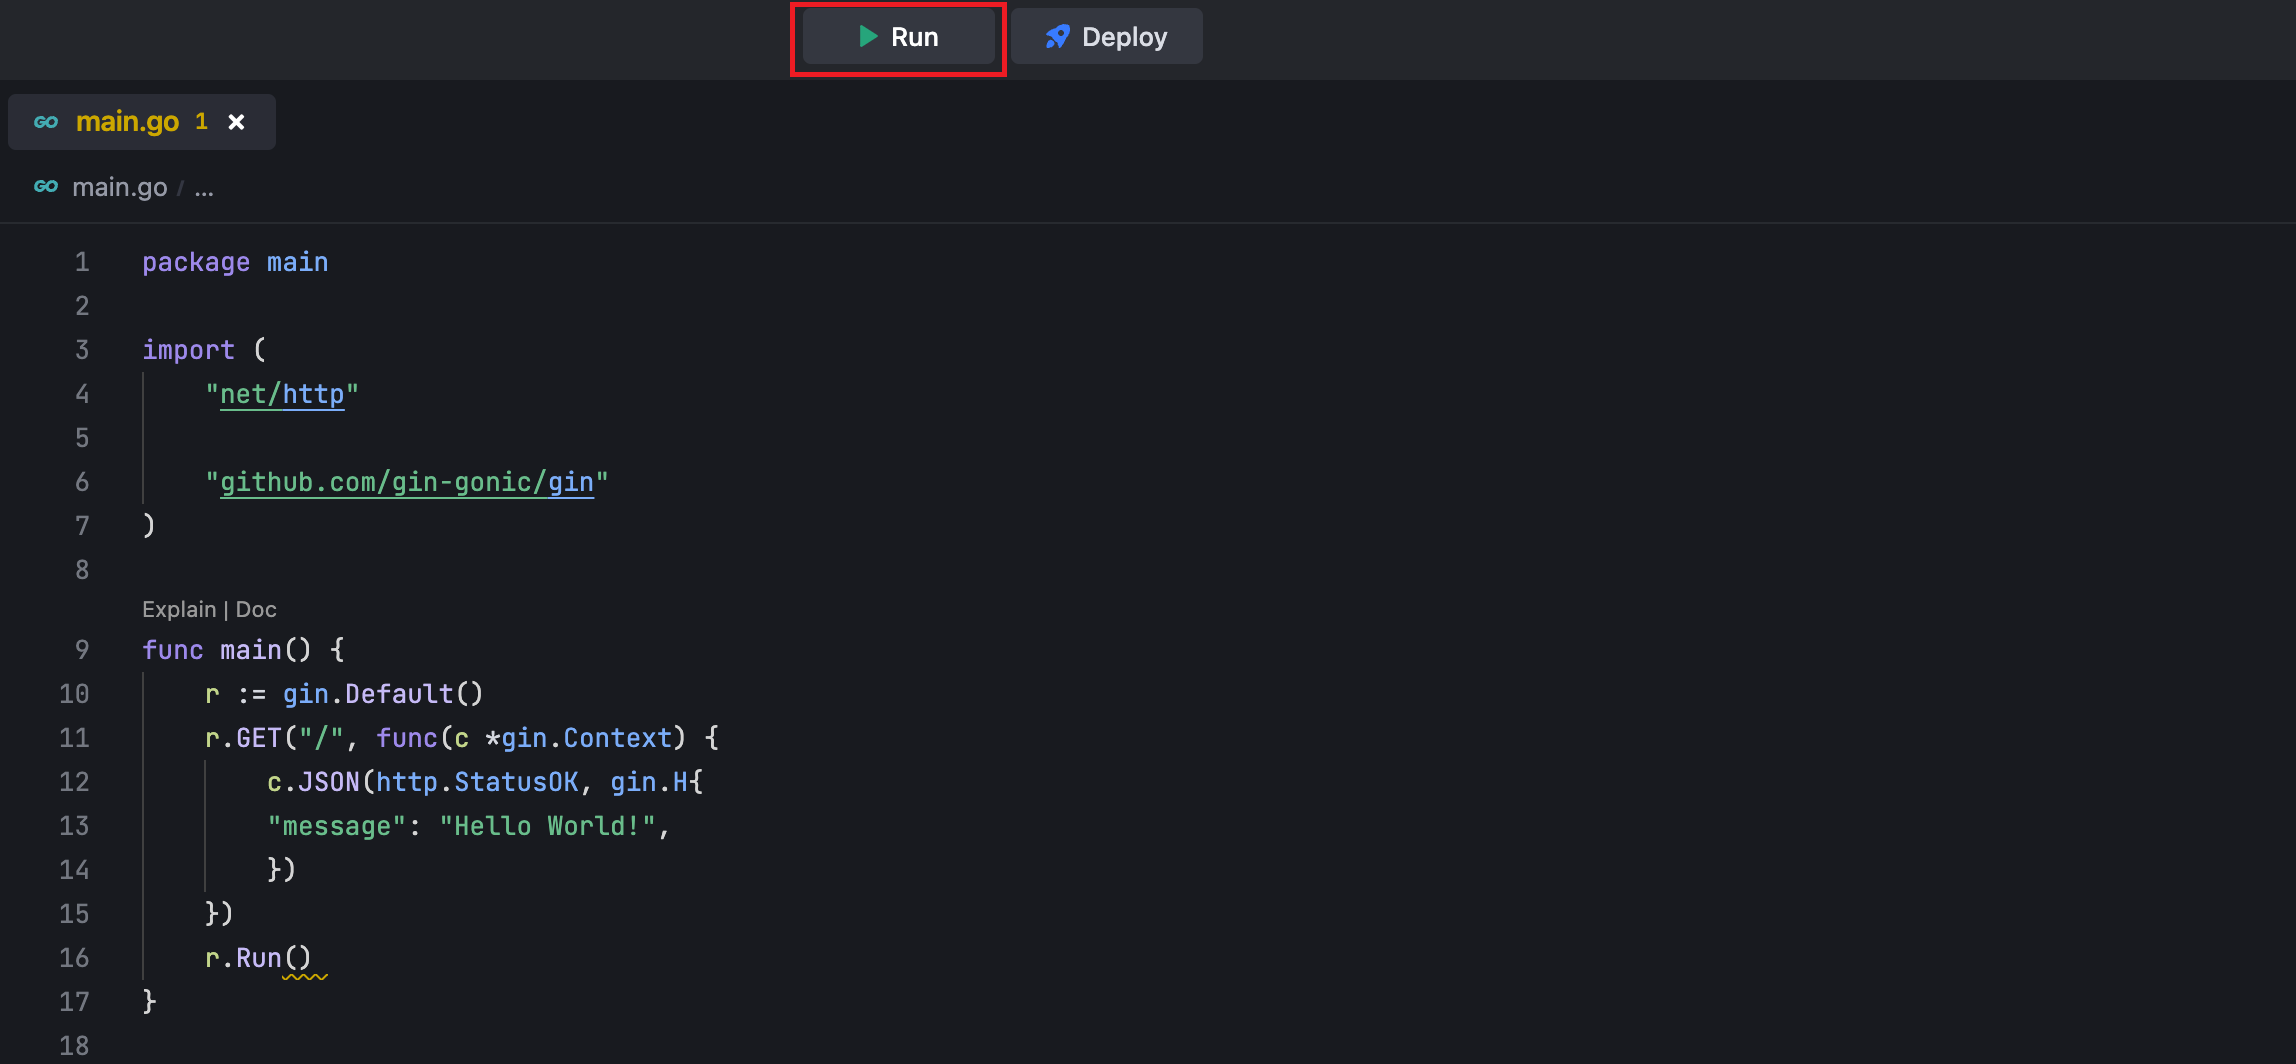 Run Deploy
GO main.go 1 ×
GO main.go / ...
1 package main
2
3 import (
4 "net/http"
5
6 "github.com/gin-gonic/gin"
7 )
8
Explain | Doc
9 func main() {
10 r := gin.Default()
11 r.GET("/", func(c *gin.Context) {
12 c.JSON(http.StatusOK, gin.H{
13 "message": "Hello World!",
14 })
15 })
16 r.Run()
17 }
18